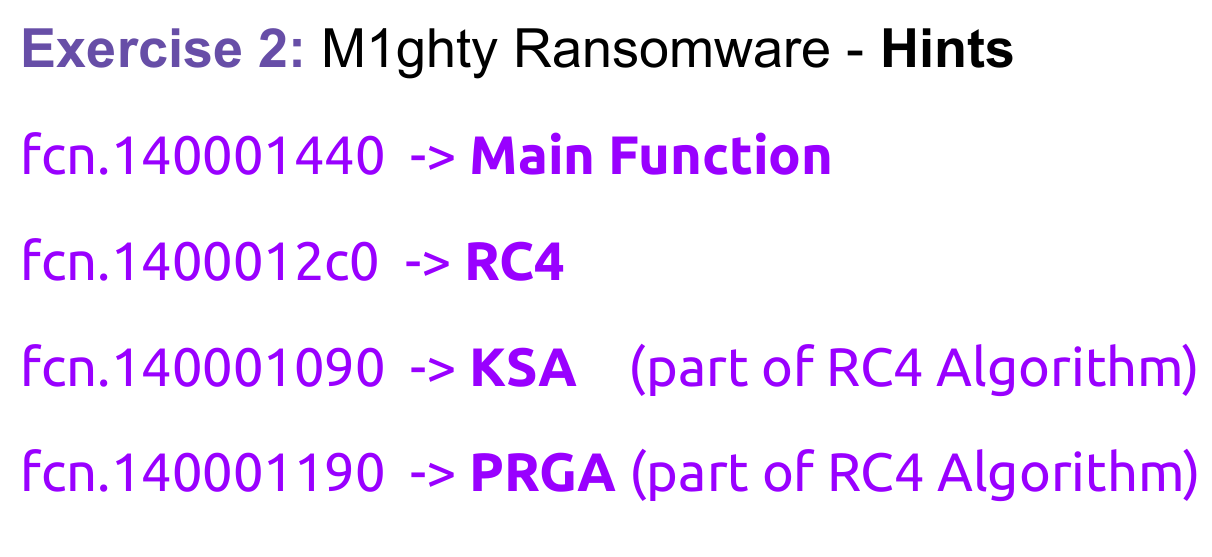 Exercise 2: M1ghty Ransomware - Hints
fcn.140001440 -> Main Function
fcn.1400012c0 -> RC4
fcn.140001090 -> KSA (part of RC4 Algorithm)
fcn.140001190 -> PRGA (part of RC4 Algorithm)